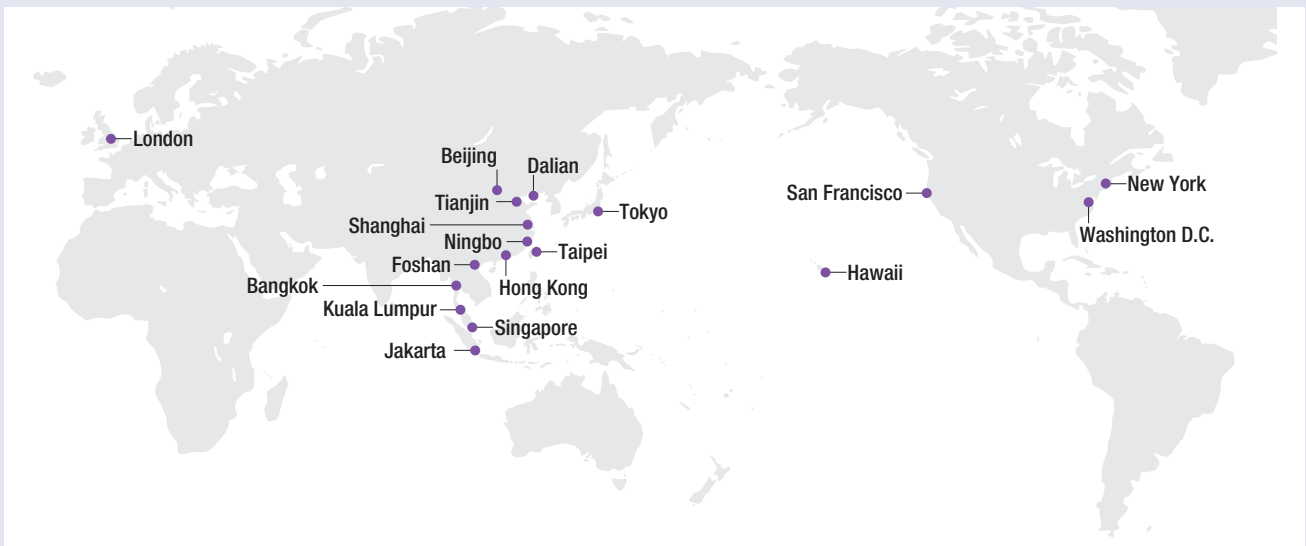 London
Beijing
Dalian
Tianjin
Tokyo
Shanghai
Ningbo
Taipei
Foshan
Hong Kong
Bangkok
Kuala Lumpur
Singapore
Jakarta
San Francisco
New York
Washington D.C.
Hawaii